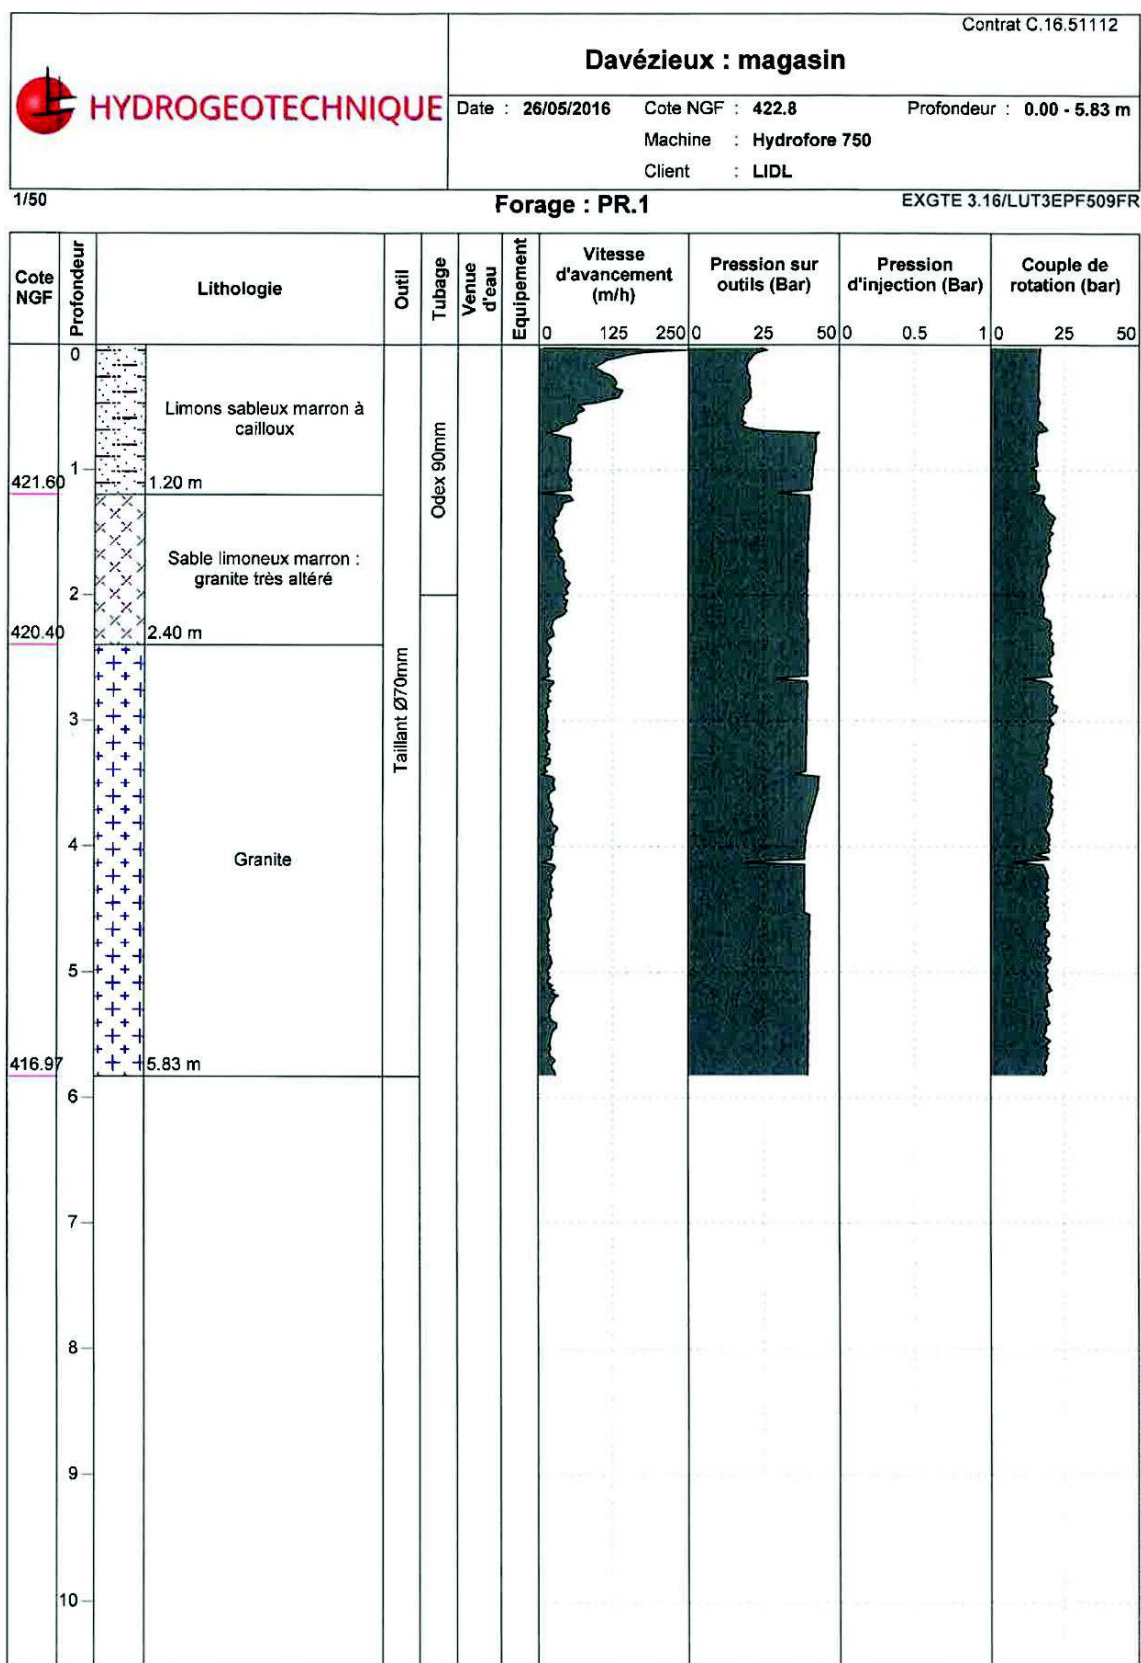 Contrat C.16.51112
Davézieux : magasin
HYDROGEOTECHNIQUE
Date : 26/05/2016 Cote NGF : 422.8 Profondeur : 0.00 - 5.83 m
Machine : Hydrofore 750
Client : LIDL
1/50
Forage : PR.1
EXGTE 3.16/LUT3EPF509FR
Cote NGF
Profondeur
Lithologie
Outil
Tubage
Venue d'eau
Equipement
Vitesse d'avancement (m/h)
Pression sur outils (Bar)
Pression d'injection (Bar)
Couple de rotation (bar)
0 125 250
0 25 50
0 0.5 1
0 25 50
0
Limons sableux marron à
cailloux
Odex 90mm
1
421.60
1.20 m
Sable limoneux marron :
granite très altéré
2
420.40
2.40 m
Taillant Ø70mm
3
4
Granite
5
416.97
5.83 m
6
7
8
9
10